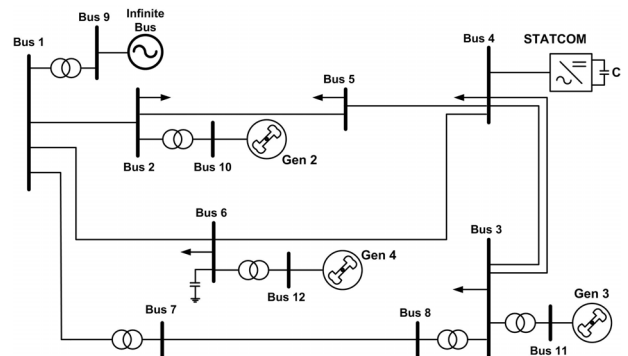 Infinite
Bus
Bus 9
Bus 1
Bus 4
STATCOM
C
Bus 5
Bus 2
Bus 10
Gen 2
Bus 6
Bus 3
Gen 4
Bus 12
Gen 3
Bus 7
Bus 8
Bus 11